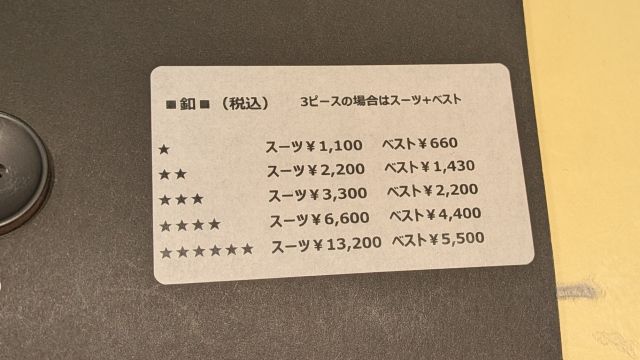 ■釦■（税込） 3ピースの場合はスーツ+ベスト
★ スーツ￥1,100 ベスト￥660
★★ スーツ￥2,200 ベスト￥1,430
★★★ スーツ￥3,300 ベスト￥2,200
★★★★ スーツ￥6,600 ベスト￥4,400
★★★★★★ スーツ￥13,200 ベスト￥5,500